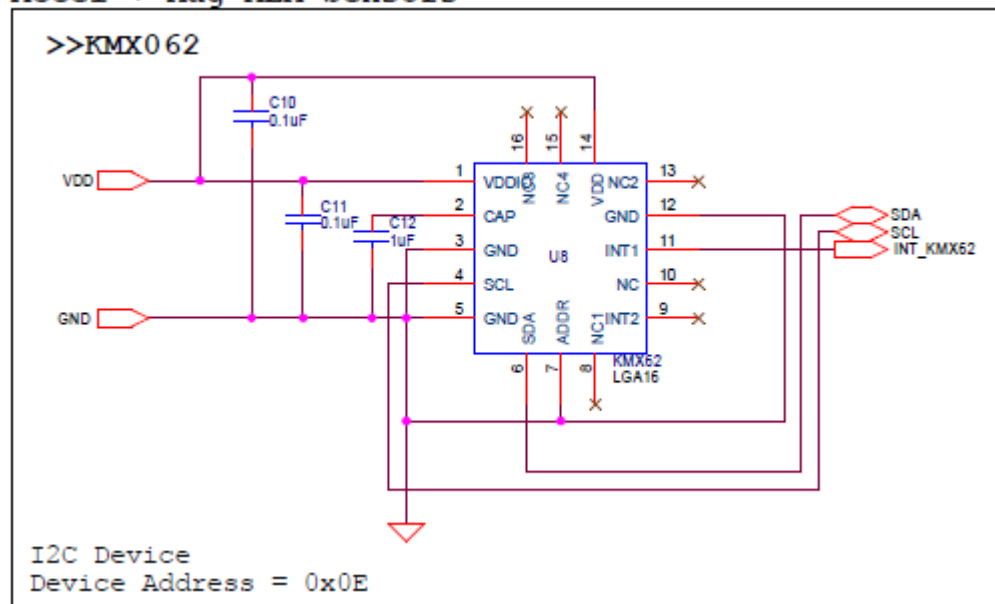 >>KMX062
C10
0.1uF
16
15
14
VDD
1
VDDIO
NC3
NC4
VDD
NC2
13
C11
0.1uF
C12
1uF
2
CAP
GND
12
SDA
SCL
INT_KMX62
3
GND
U8
INT1
11
4
SCL
NC
10
GND
5
GND
SDA
ADDR
NC1
INT2
9
6
7
8
KMX62
LGA16
I2C Device
Device Address = 0x0E